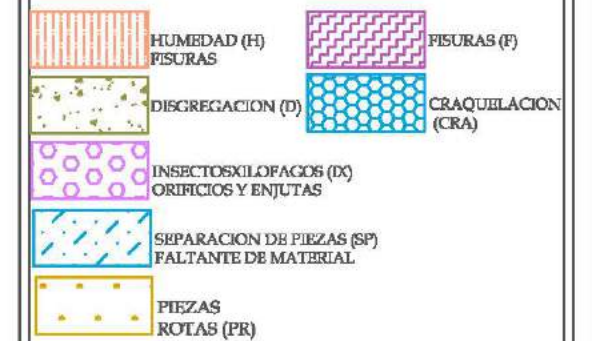 HUMEDAD (H)
FISURAS
FISURAS (F)
DISGREGACION (D)
CRAQUELACION
(CRA)
INSECTOSXILOFAGOS (IX)
ORIFICIOS Y ENJUTAS
SEPARACION DE PIEZAS (SP)
FALTANTE DE MATERIAL
PIEZAS
ROTAS (PR)